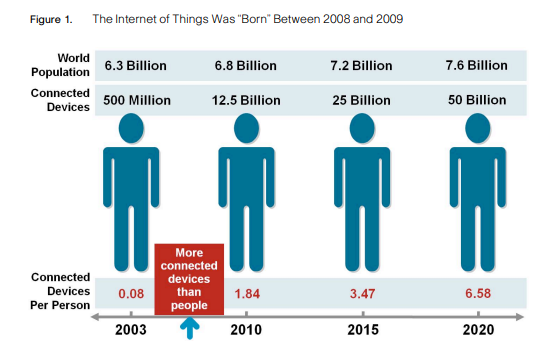 Figure 1. The Internet of Things Was "Born" Between 2008 and 2009
World
Population
6.3 Billion 6.8 Billion 7.2 Billion 7.6 Billion
Connected
Devices
500 Million 12.5 Billion 25 Billion 50 Billion
More
connected
devices
than
people
Connected
Devices
Per Person
0.08 1.84 3.47 6.58
2003 2010 2015 2020